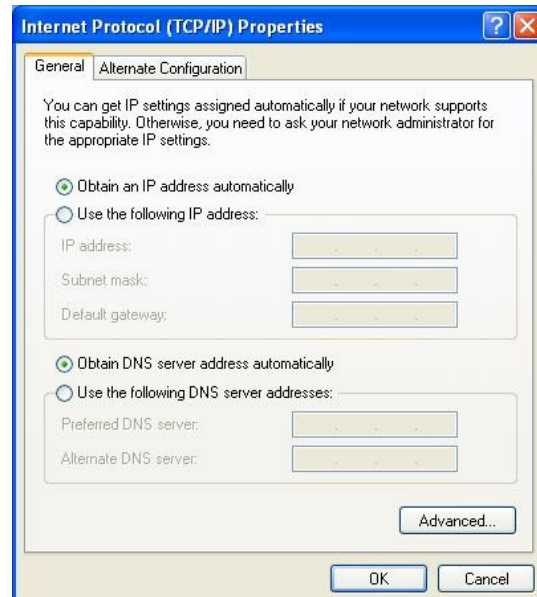 Internet Protocol (TCP/IP) Properties
General Alternate Configuration
You can get IP settings assigned automatically if your network supports
this capability. Otherwise, you need to ask your network administrator for
the appropriate IP settings.
Obtain an IP address automatically
Use the following IP address:
IP address:
Subnet mask:
Default gateway:
Obtain DNS server address automatically
Use the following DNS server addresses:
Preferred DNS server:
Alternate DNS server:
Advanced...
OK Cancel